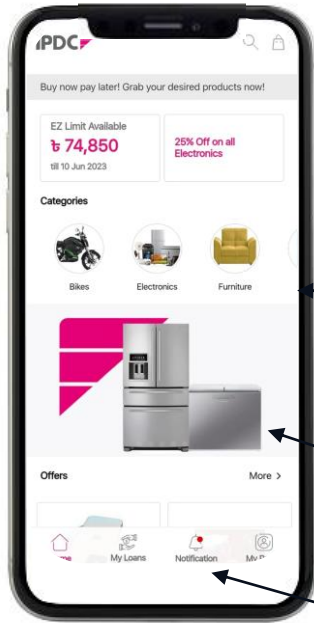 IPDC
Buy now pay later! Grab your desired products now!
EZ Limit Available
৳ 74,850
till 10 Jun 2023
25% Off on all
Electronics
Categories
Bikes
Electronics
Furniture
Offers
More >
My Loans
Notification